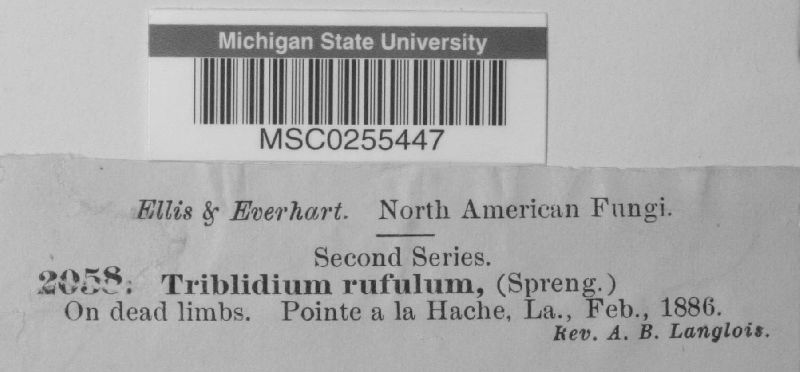 Michigan State University
MSC0255447
Ellis & Everhart. North American Fungi.
Second Series.
2058. Triblidium rufulum, (Spreng.)
On dead limbs. Pointe a la Hache, La., Feb., 1886.
Rev. A. B. Langlois.